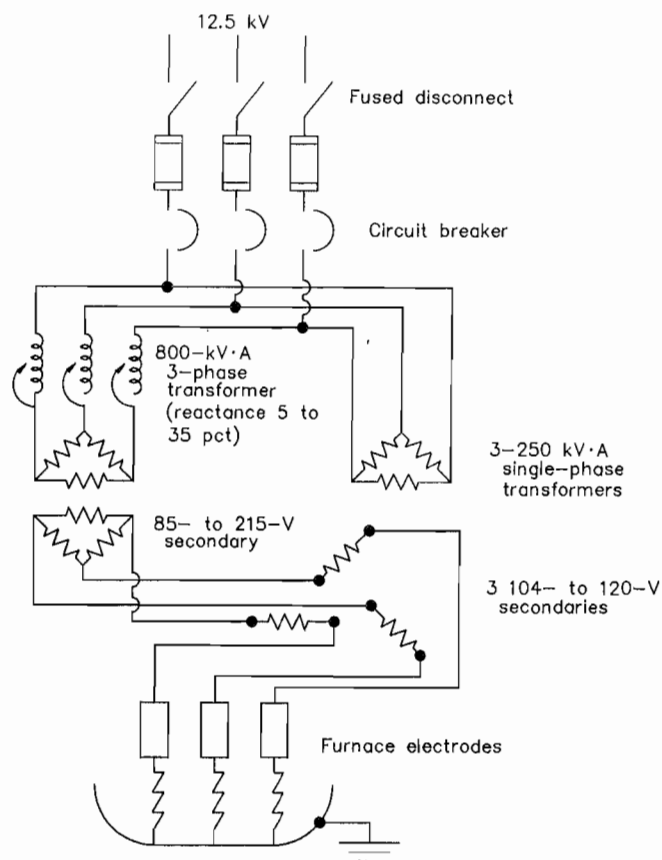 12.5 kV
Fused disconnect
Circuit breaker
800-kV·A
3-phase
transformer
(reactance 5 to
35 pct)
3-250 kV·A
single-phase
transformers
85- to 215-V
secondary
3 104- to 120-V
secondaries
Furnace electrodes